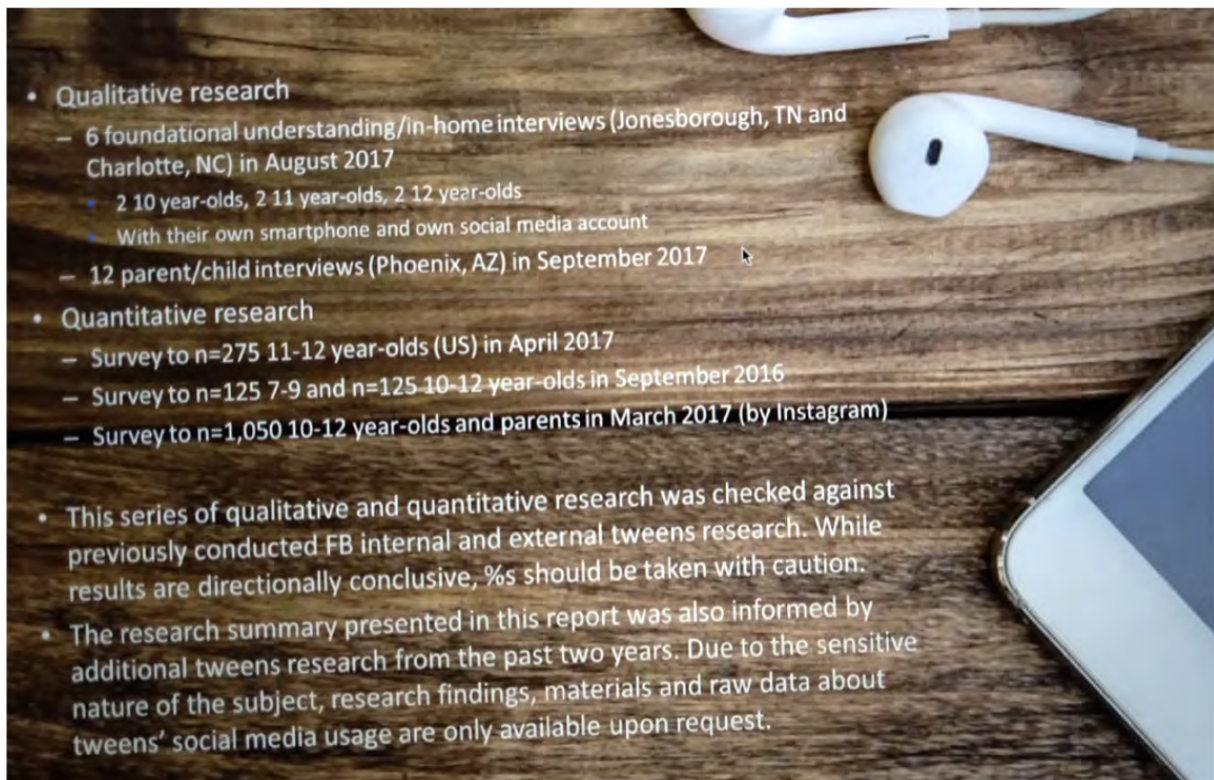 • Qualitative research
– 6 foundational understanding/in-home interviews (Jonesborough, TN and
Charlotte, NC) in August 2017
• 2 10 year-olds, 2 11 year-olds, 2 12 year-olds
• With their own smartphone and own social media account
– 12 parent/child interviews (Phoenix, AZ) in September 2017
• Quantitative research
– Survey to n=275 11-12 year-olds (US) in April 2017
– Survey to n=125 7-9 and n=125 10-12 year-olds in September 2016
– Survey to n=1,050 10-12 year-olds and parents in March 2017 (by Instagram)
• This series of qualitative and quantitative research was checked against
previously conducted FB internal and external tweens research. While
results are directionally conclusive, %s should be taken with caution.
• The research summary presented in this report was also informed by
additional tweens research from the past two years. Due to the sensitive
nature of the subject, research findings, materials and raw data about
tweens' social media usage are only available upon request.